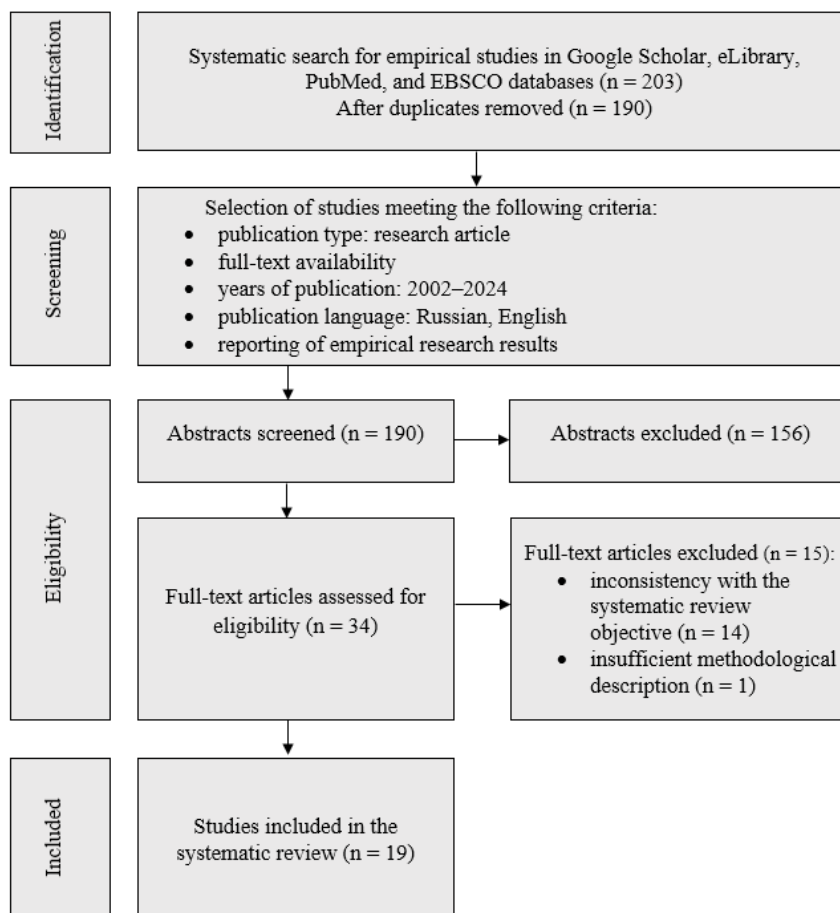 Identification
Systematic search for empirical studies in Google Scholar, eLibrary,
PubMed, and EBSCO databases (n = 203)
After duplicates removed (n = 190)
Screening
Selection of studies meeting the following criteria:
• publication type: research article
• full-text availability
• years of publication: 2002–2024
• publication language: Russian, English
• reporting of empirical research results
Eligibility
Abstracts screened (n = 190)
Abstracts excluded (n = 156)
Full-text articles assessed for
eligibility (n = 34)
Full-text articles excluded (n = 15):
• inconsistency with the
systematic review
objective (n = 14)
• insufficient methodological
description (n = 1)
Included
Studies included in the
systematic review (n = 19)